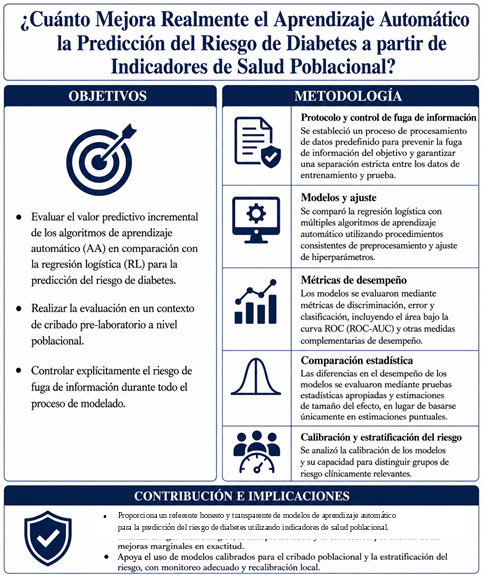 ¿Cuánto Mejora Realmente el Aprendizaje Automático
la Predicción del Riesgo de Diabetes a partir de
Indicadores de Salud Poblacional?
OBJETIVOS
● Evaluar el valor predictivo incremental
de los algoritmos de aprendizaje
automático (AA) en comparación con
la regresión logística (RL) para la
predicción del riesgo de diabetes.
● Realizar la evaluación en un contexto
de cribado pre-laboratorio a nivel
poblacional.
● Controlar explícitamente el riesgo de
fuga de información durante todo el
proceso de modelado.
METODOLOGÍA
Protocolo y control de fuga de información
Se estableció un proceso de procesamiento
de datos predefinido para prevenir la fuga
de información del objetivo y garantizar
una separación estricta entre los datos de
entrenamiento y prueba.
Modelos y ajuste
Se comparó la regresión logística con
múltiples algoritmos de aprendizaje
automático utilizando procedimientos
consistentes de preprocesamiento y ajuste
de hiperparámetros.
Métricas de desempeño
Los modelos se evaluaron mediante
métricas de discriminación, error y
clasificación, incluyendo el área bajo la
curva ROC (ROC-AUC) y otras medidas
complementarias de desempeño.
Comparación estadística
Las diferencias en el desempeño de los
modelos se evaluaron mediante pruebas
estadísticas apropiadas y estimaciones
de tamaño del efecto, en lugar de basarse
únicamente en estimaciones puntuales.
Calibración y estratificación del riesgo
Se analizó la calibración de los modelos
y su capacidad para distinguir grupos de
riesgo clínicamente relevantes.
CONTRIBUCIÓN E IMPLICACIONES
• Proporciona un referente honesto y transparente de modelos de aprendizaje automático
para la predicción del riesgo de diabetes utilizando indicadores de salud poblacional.
mejoras marginales en exactitud.
● Apoya el uso de modelos calibrados para el cribado poblacional y la estratificación del
riesgo, con monitoreo adecuado y recalibración local.